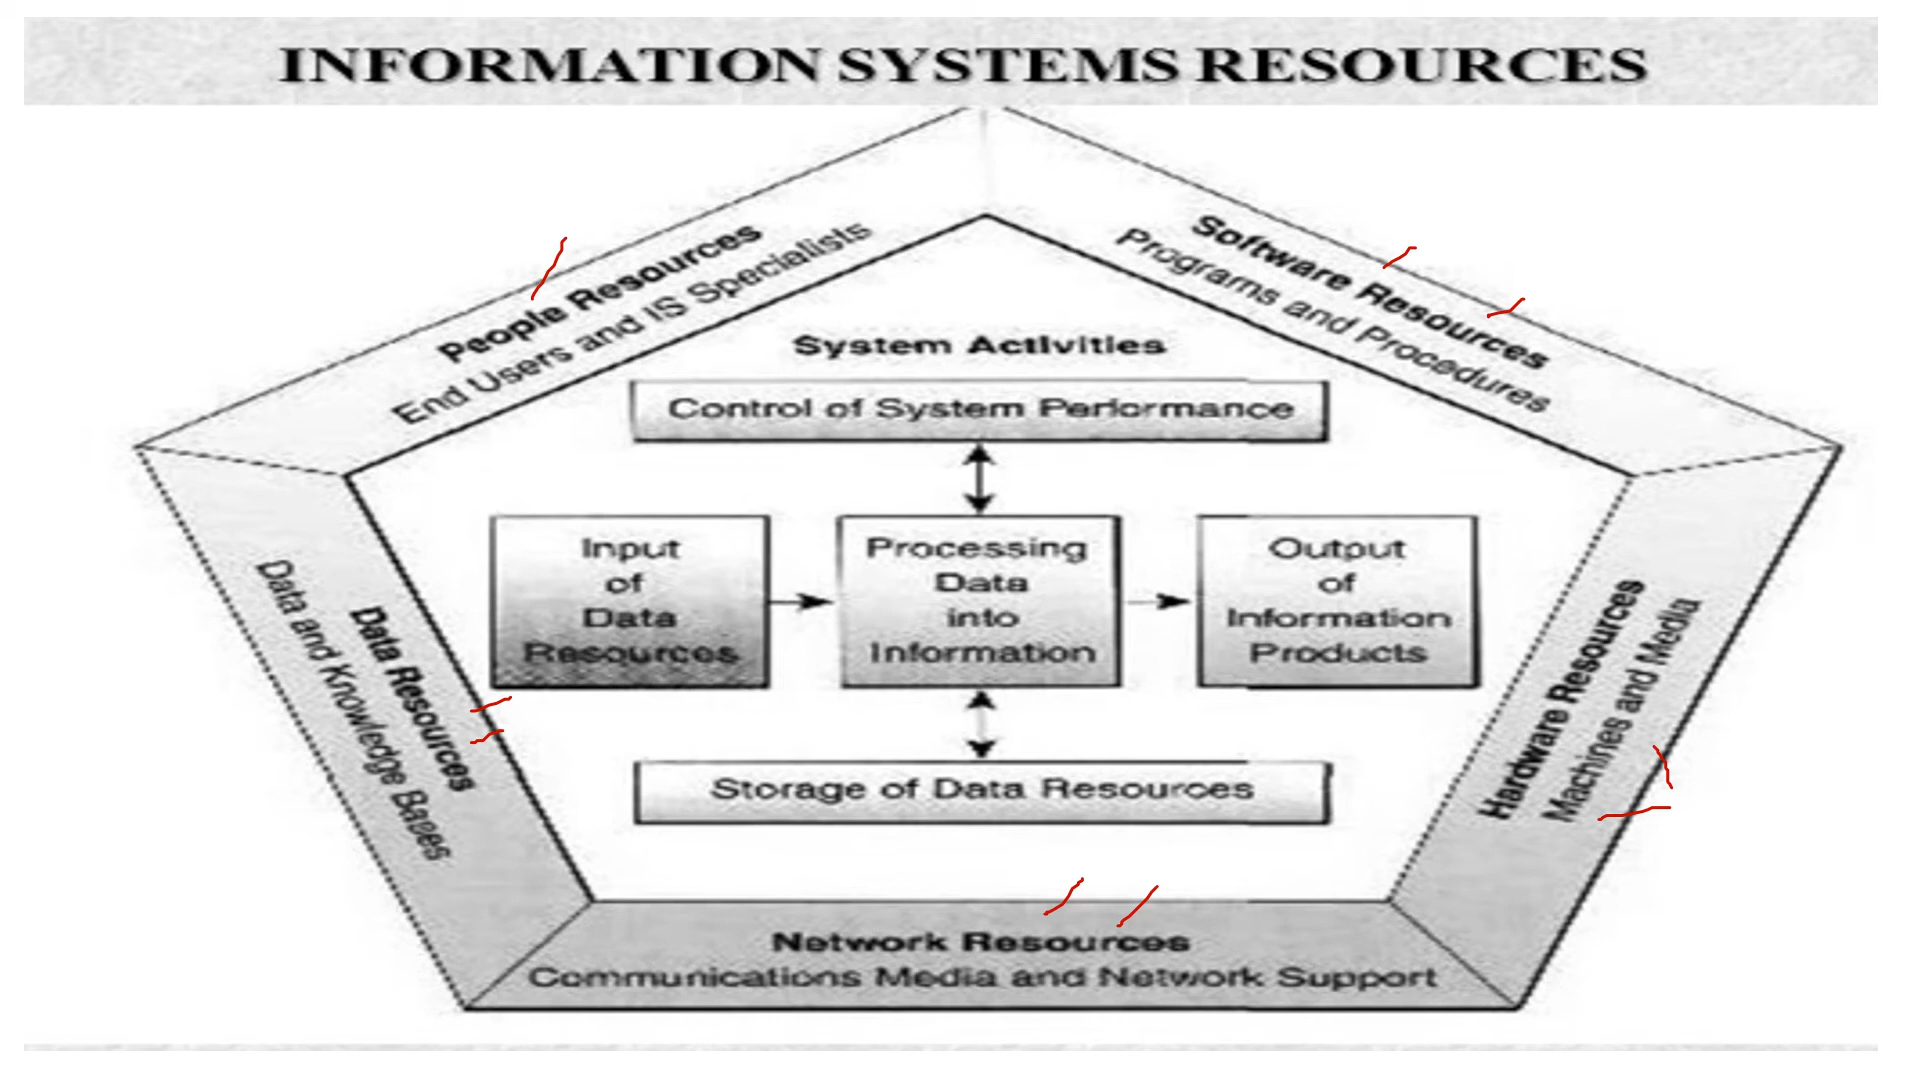 INFORMATION SYSTEMS RESOURCES
People Resources
End Users and IS Specialists
Software Resources
Programs and Procedures
System Activities
Control of System Performance
Input
of
Data
Resources
Processing
Data
into
Information
Output
of
Information
Products
Data Resources
Data and Knowledge Bases
Hardware Resources
Machines and Media
Storage of Data Resources
Network Resources
Communications Media and Network Support